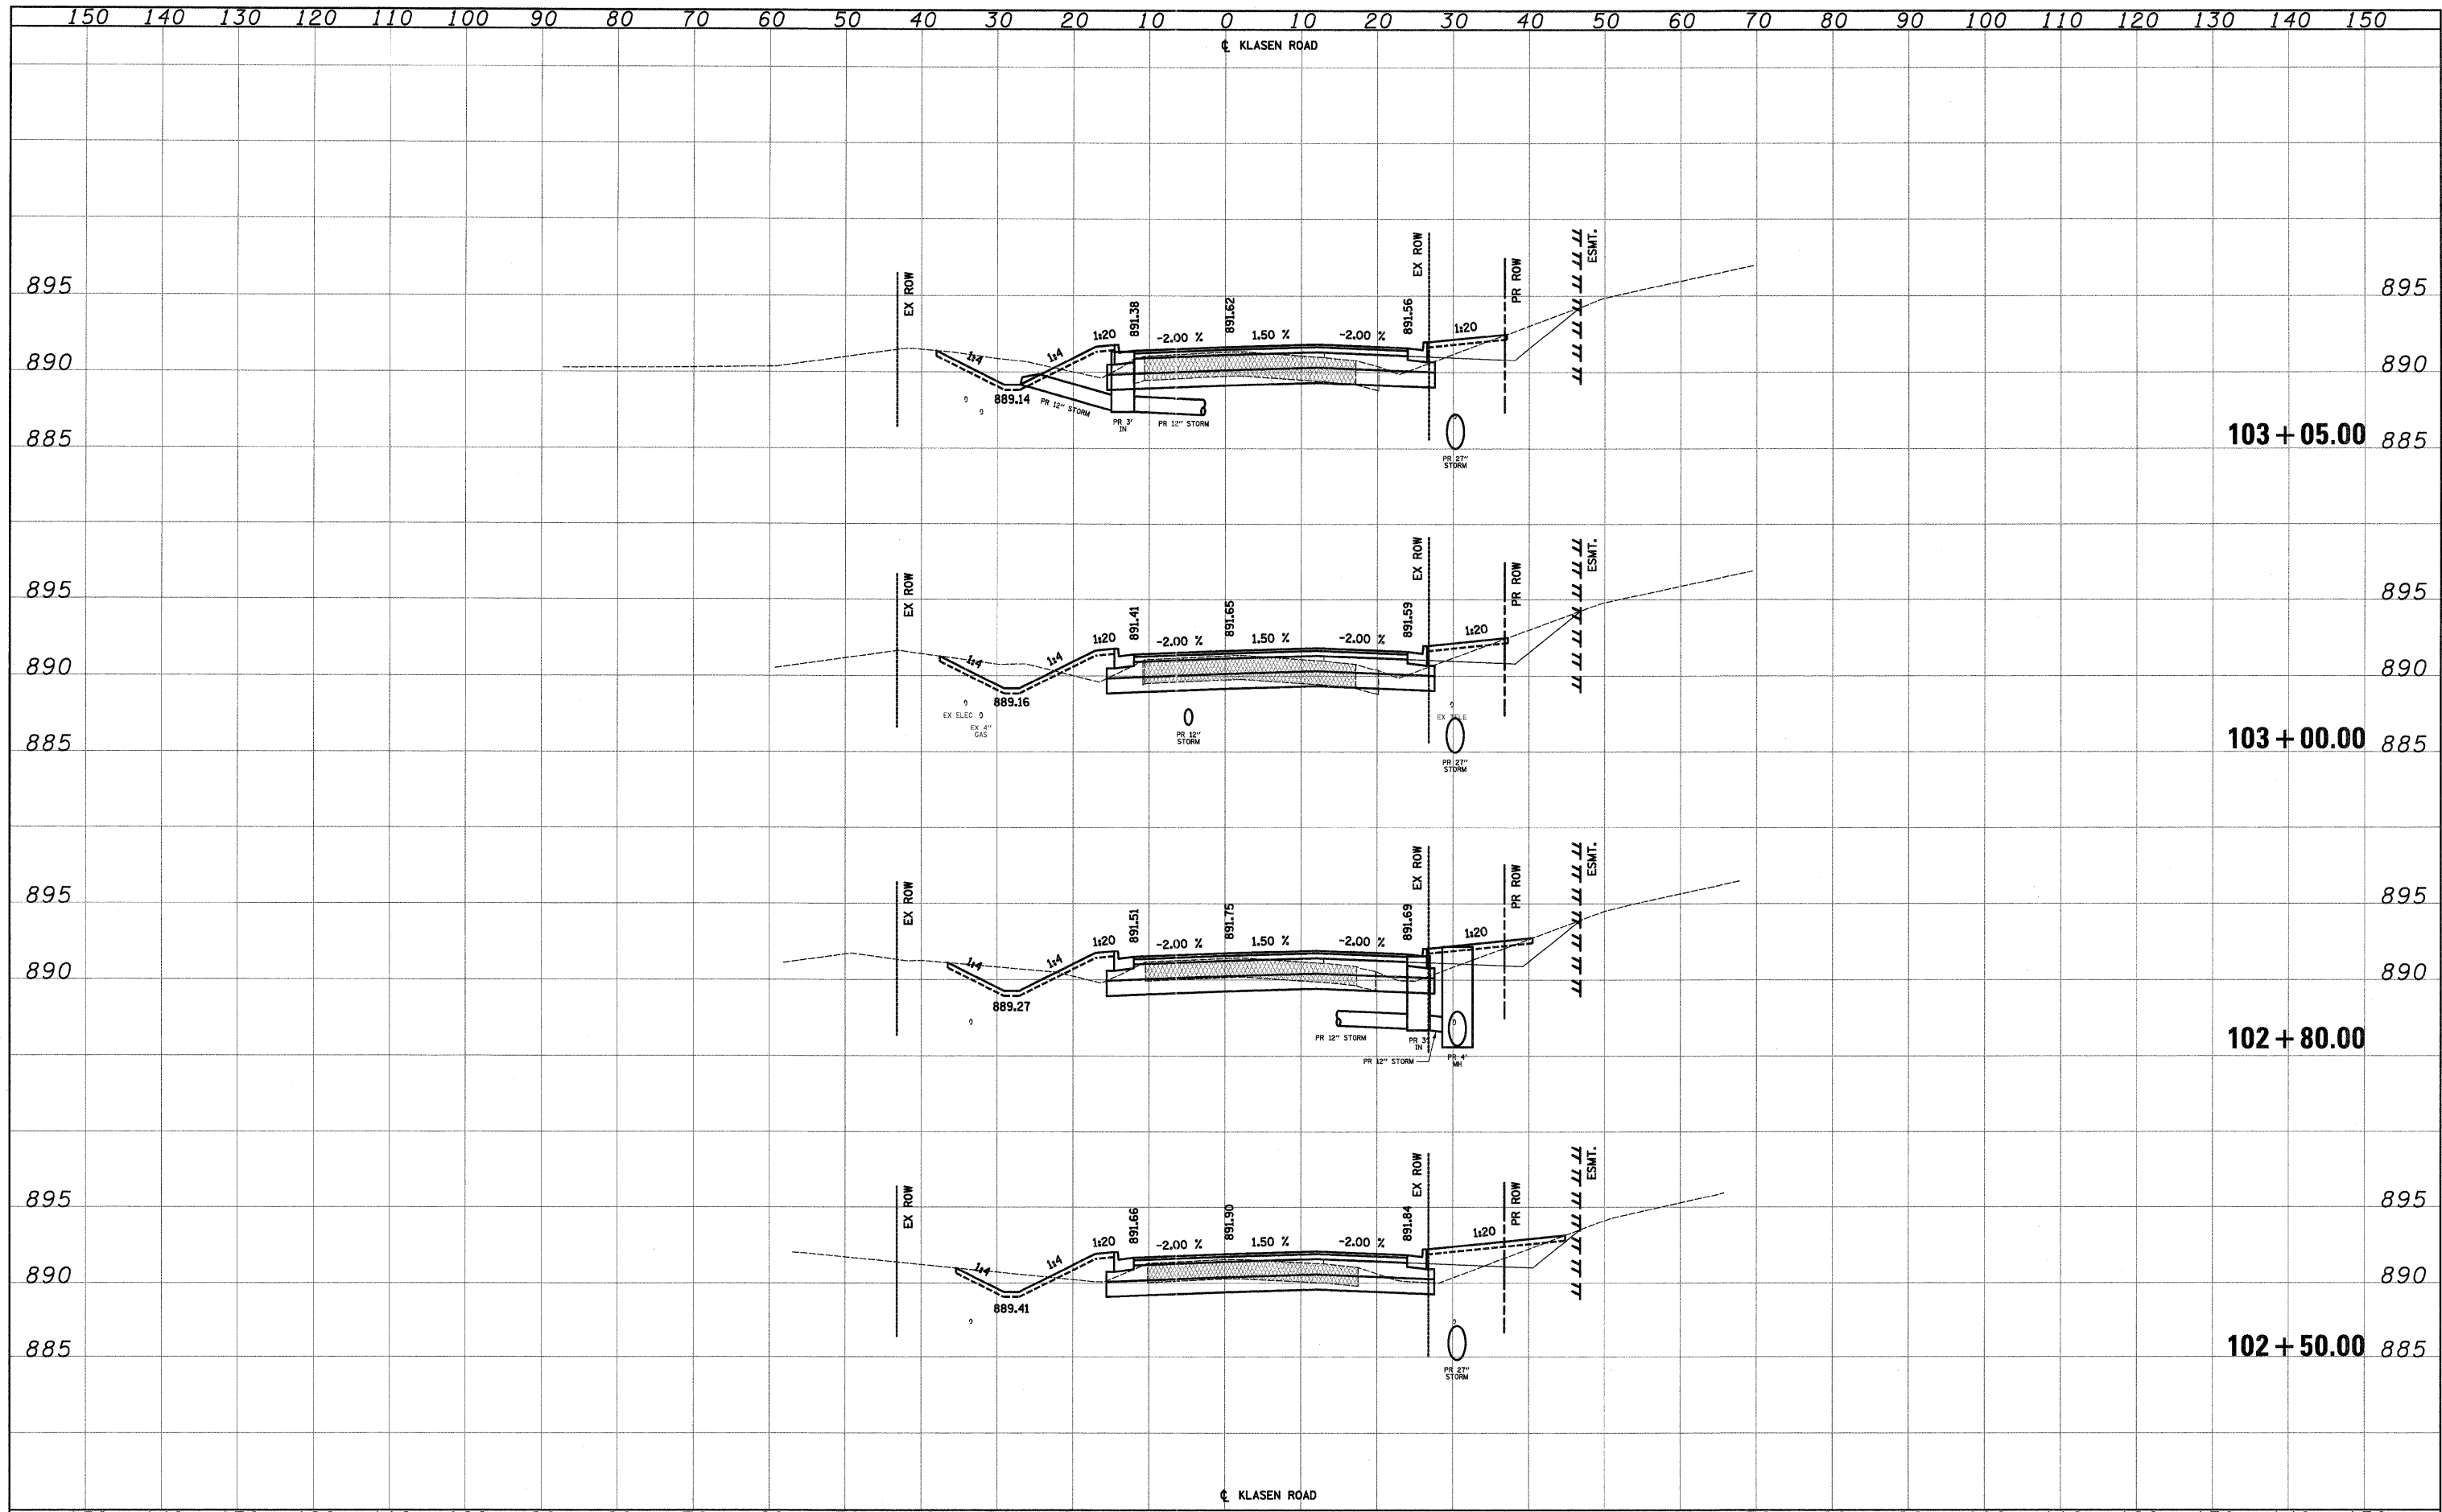 150 140 130 120 110 100 90 80 70 60 50 40 30 20 10 0 10 20 30 40 50 60 70 80 90 100 110 120 130 140 150
℄ KLASEN ROAD
EX ROW
EX ROW
PR ROW
ESMT.
895
895
891.38
891.62
891.56
1:4
1:4
1:20
-2.00 %
1.50 %
-2.00 %
1:20
890
890
889.14
PR 12" STORM
PR 3' IN
PR 12" STORM
PR 27" STORM
885
103+05.00
885
EX ROW
EX ROW
PR ROW
ESMT.
895
895
891.41
891.65
891.59
1:4
1:4
1:20
-2.00 %
1.50 %
-2.00 %
1:20
890
890
889.16
EX ELEC
EX 4" GAS
PR 12" STORM
EX TELE
PR 27" STORM
885
103+00.00
885
EX ROW
EX ROW
PR ROW
ESMT.
895
895
891.51
891.75
891.69
1:4
1:4
1:20
-2.00 %
1.50 %
-2.00 %
1:20
890
890
889.27
PR 12" STORM
PR 3' IN
PR 12" STORM
PR 4' MH
102+80.00
EX ROW
EX ROW
PR ROW
ESMT.
895
895
891.66
891.90
891.84
1:4
1:4
1:20
-2.00 %
1.50 %
-2.00 %
1:20
890
890
889.41
PR 27" STORM
885
102+50.00
885
℄ KLASEN ROAD